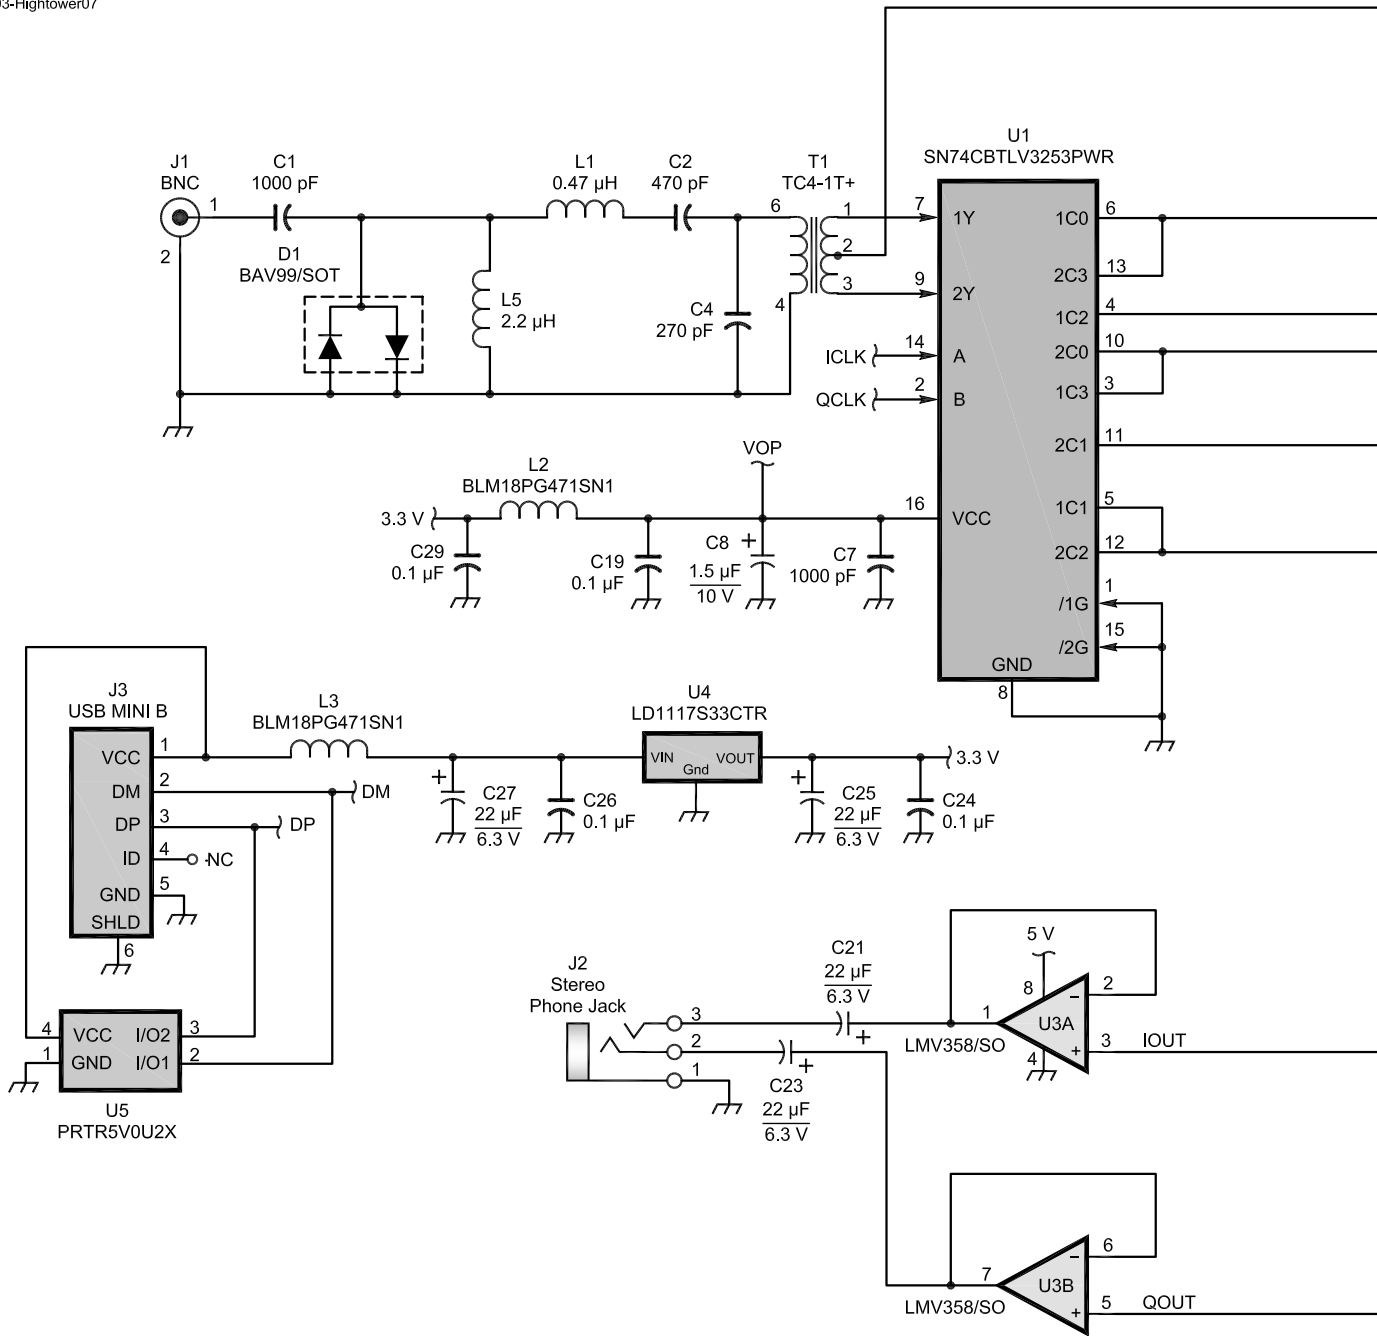 03-Hightower07
U1
SN74CBTLV3253PWR
J1
BNC
C1
1000 pF
L1
0.47 µH
C2
470 pF
T1
TC4-1T+
1
2
D1
BAV99/SOT
L5
2.2 µH
C4
270 pF
6
4
1
2
3
7
9
14
2
16
ICLK
QCLK
1Y
2Y
A
B
VCC
GND
8
1C0
2C3
1C2
2C0
1C3
2C1
1C1
2C2
/1G
/2G
6
13
4
10
3
11
5
12
1
15
VOP
L2
BLM18PG471SN1
3.3 V
C29
0.1 µF
C19
0.1 µF
C8
+
1.5 µF
10 V
C7
1000 pF
J3
USB MINI B
VCC
DM
DP
ID
GND
SHLD
1
2
3
4
5
6
DM
DP
NC
L3
BLM18PG471SN1
U4
LD1117S33CTR
VIN
VOUT
Gnd
+
C27
22 µF
6.3 V
C26
0.1 µF
+
C25
22 µF
6.3 V
C24
0.1 µF
3.3 V
4
1
VCC
GND
I/O2
I/O1
3
2
U5
PRTR5V0U2X
J2
Stereo
Phone Jack
3
2
1
C21
22 µF
6.3 V
+
C23
22 µF
6.3 V
+
5 V
8
1
4
U3A
LMV358/SO
−
+
2
3
IOUT
7
U3B
LMV358/SO
−
+
6
5
QOUT